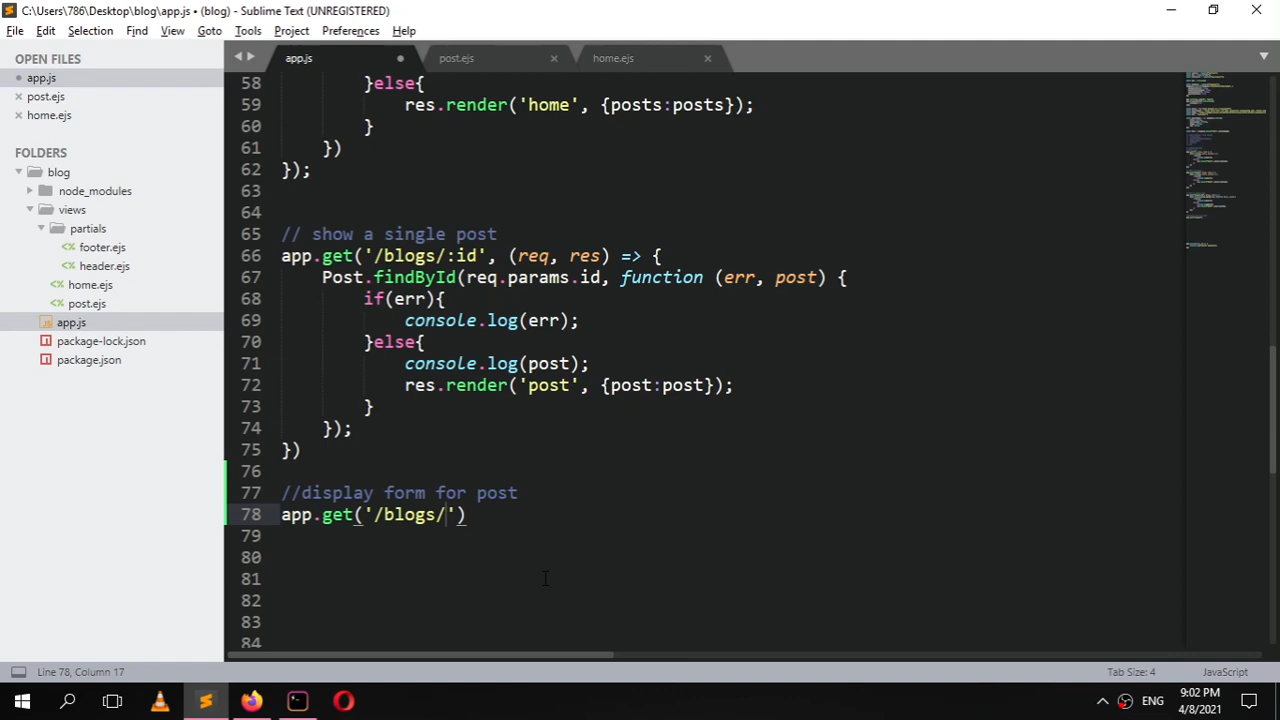 C:\Users\786\Desktop\blog\app.js • (blog) - Sublime Text (UNREGISTERED)
File Edit Selection Find View Goto Tools Project Preferences Help
OPEN FILES
app.js
post.ejs
home.ejs
FOLDERS
blog
node_modules
views
partials
footer.ejs
header.ejs
home.ejs
post.ejs
app.js
package-lock.json
package.json
app.js post.ejs home.ejs
58 }else{
59 res.render('home', {posts:posts});
60 }
61 })
62 });
63
64
65 // show a single post
66 app.get('/blogs/:id', (req, res) => {
67 Post.findById(req.params.id, function (err, post) {
68 if(err){
69 console.log(err);
70 }else{
71 console.log(post);
72 res.render('post', {post:post});
73 }
74 });
75 })
76
77 //display form for post
78 app.get('/blogs/')
79
80
81
82
83
84
Line 78, Column 17 Tab Size: 4 JavaScript
ENG
9:02 PM
4/8/2021